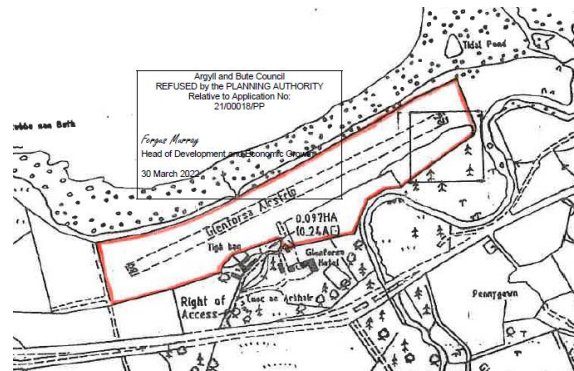 Tidal Pond
Argyll and Bute Council
REFUSED by the PLANNING AUTHORITY
Relative to Application No:
21/00018/PP
Fergus Murray
Head of Development and Economic Growth
30 March 2022
Glenforsa Airstrip
0.097HA
(0.24AC)
Tigh ban
Glenforsa
Hotel
Right of
Access
Pennygown